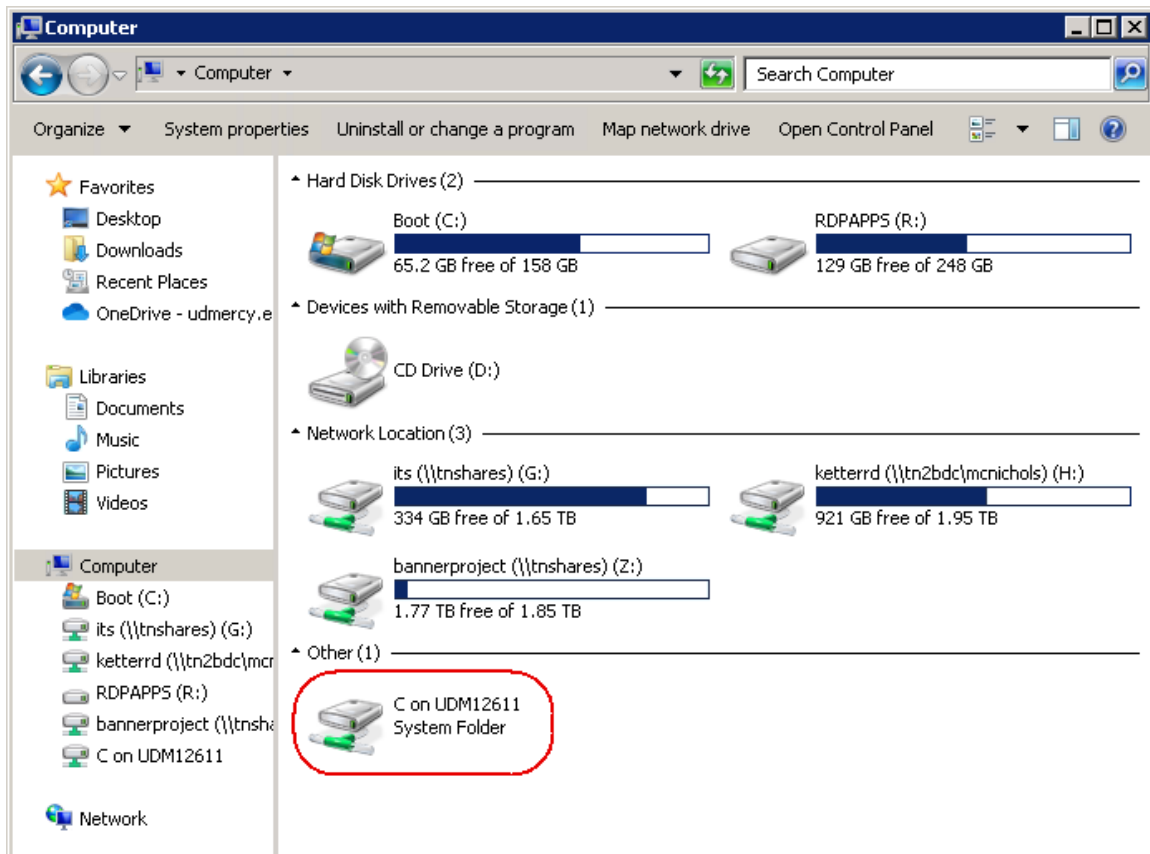 Computer
Computer
Search Computer
Organize
System properties
Uninstall or change a program
Map network drive
Open Control Panel
Favorites
Desktop
Downloads
Recent Places
OneDrive - udmercy.e
Libraries
Documents
Music
Pictures
Videos
Computer
Boot (C:)
its (\\tnshares) (G:)
ketterrd (\\tn2bdc\mcr
RDPAPPS (R:)
bannerproject (\\tnsha
C on UDM12611
Network
Hard Disk Drives (2)
Boot (C:)
65.2 GB free of 158 GB
RDPAPPS (R:)
129 GB free of 248 GB
Devices with Removable Storage (1)
CD Drive (D:)
Network Location (3)
its (\\tnshares) (G:)
334 GB free of 1.65 TB
ketterrd (\\tn2bdc\mcnichols) (H:)
921 GB free of 1.95 TB
bannerproject (\\tnshares) (Z:)
1.77 TB free of 1.85 TB
Other (1)
C on UDM12611
System Folder